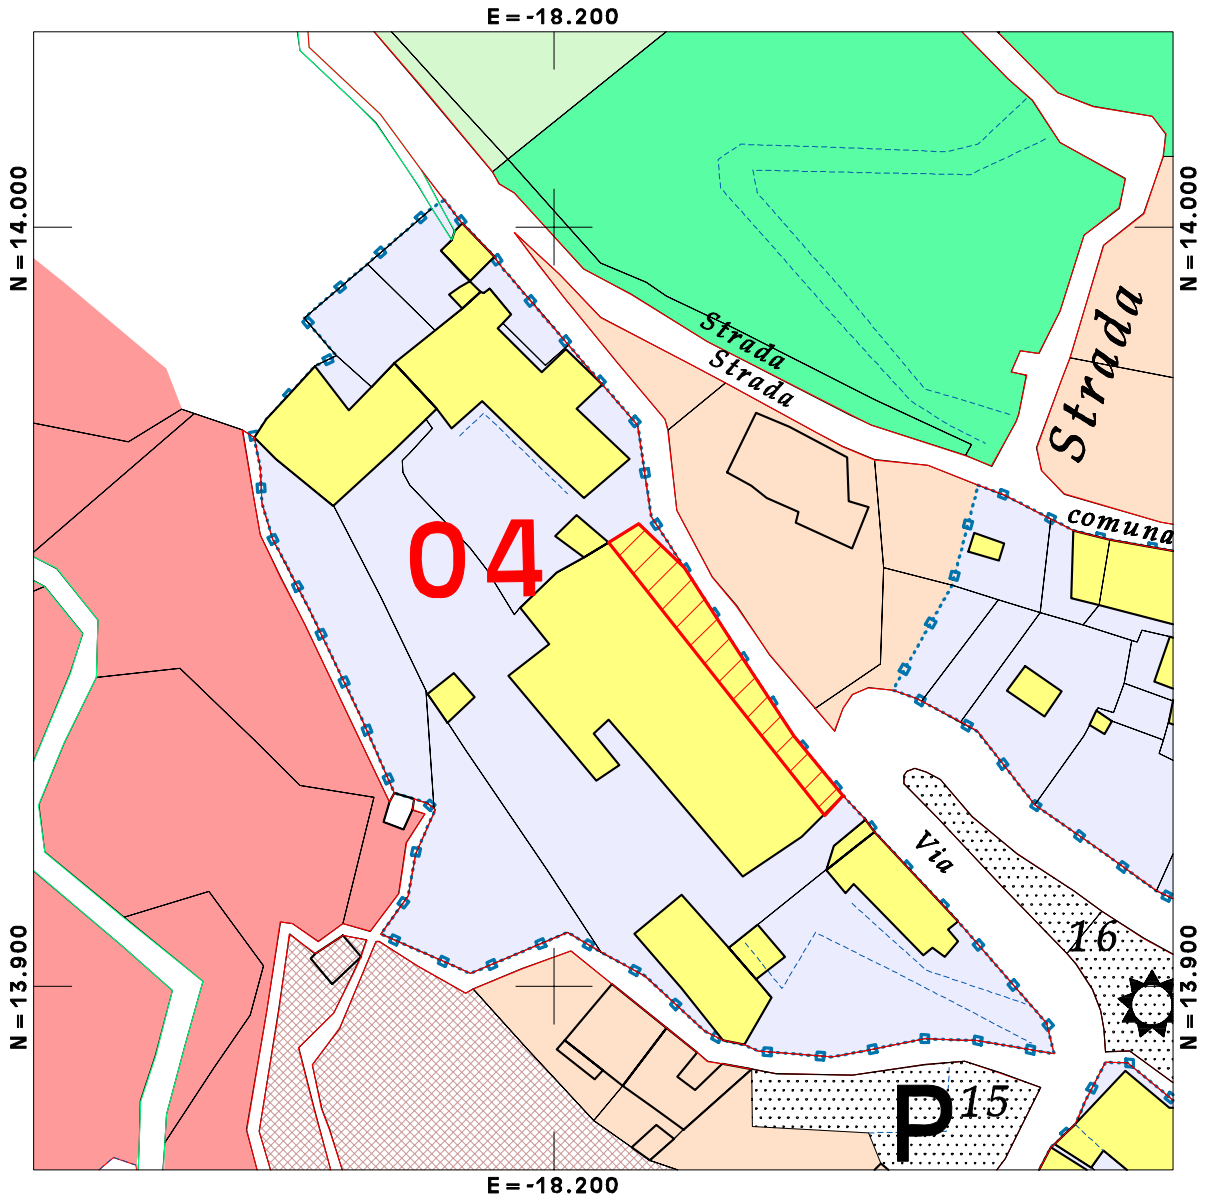 E = -18.200
N = 14.000
N = 14.000
Strada
Strada
Strada
comuna
04
Via
16
N = 13.900
N = 13.900
P 15
E = -18.200